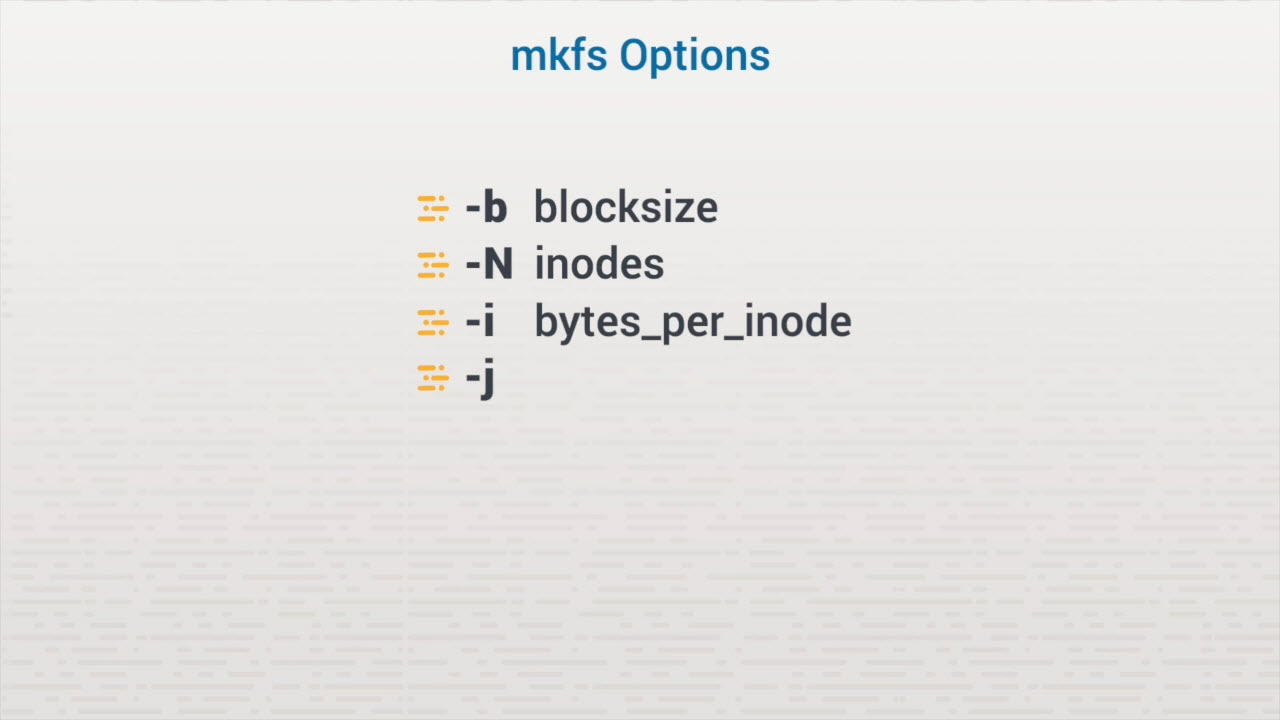 mkfs Options
-b blocksize
-N inodes
-i bytes_per_inode
-j